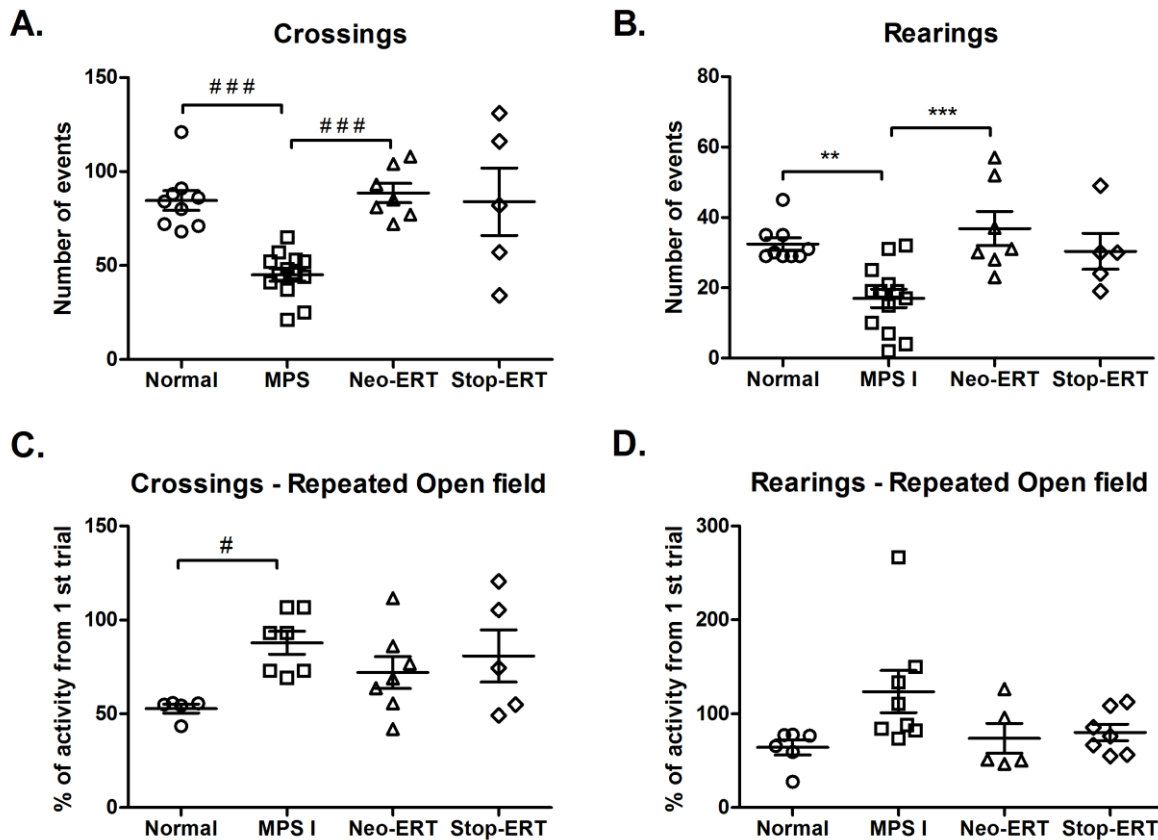 A.
Crossings
Number of events
150
100
50
0
# # #
# # #
Normal MPS Neo-ERT Stop-ERT
B.
Rearings
Number of events
80
60
40
20
0
**
***
Normal MPS I Neo-ERT Stop-ERT
C.
Crossings - Repeated Open field
% of activity from 1 st trial
150
100
50
0
#
Normal MPS I Neo-ERT Stop-ERT
D.
Rearings - Repeated Open field
% of activity from 1 st trial
300
200
100
0
Normal MPS I Neo-ERT Stop-ERT